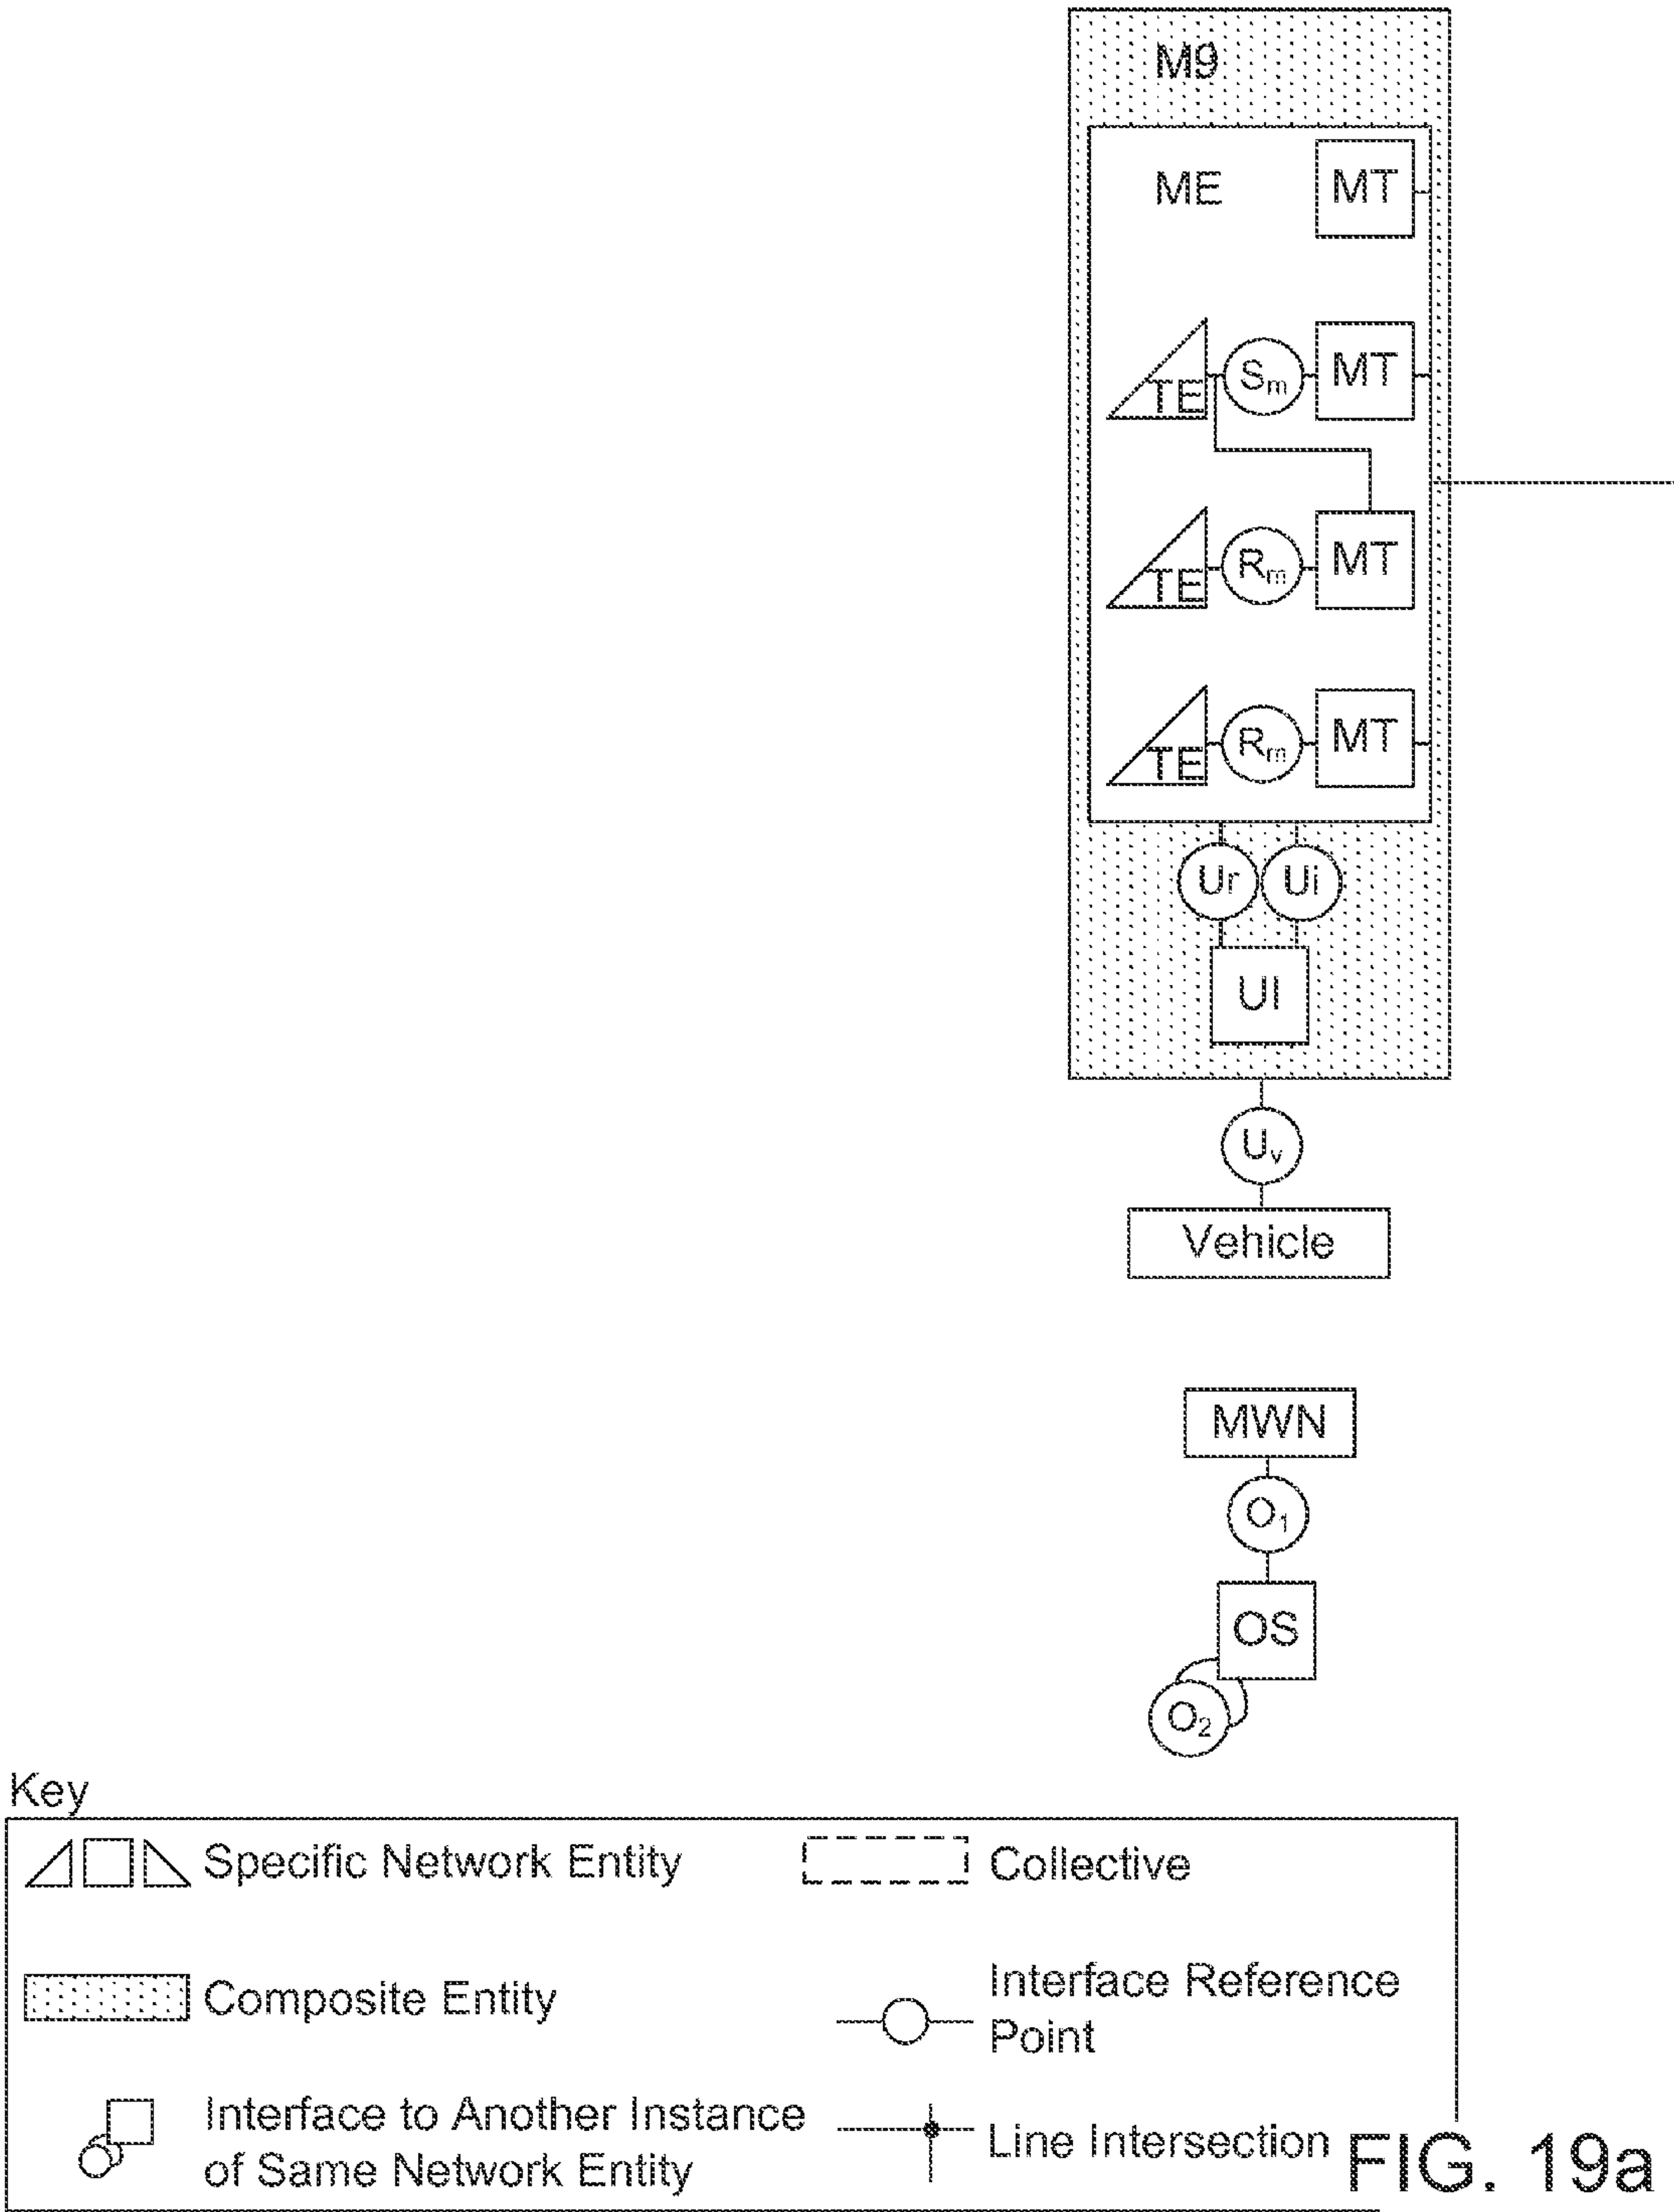 M9
ME MT
TE Sm MT
TE Rm MT
TE Rm MT
Ur Ui
UI
Uv
Vehicle
MWN
O1
OS
O2
Key
Specific Network Entity
Collective
Composite Entity
Interface Reference
Point
Interface to Another Instance
of Same Network Entity
Line Intersection
FIG. 19a